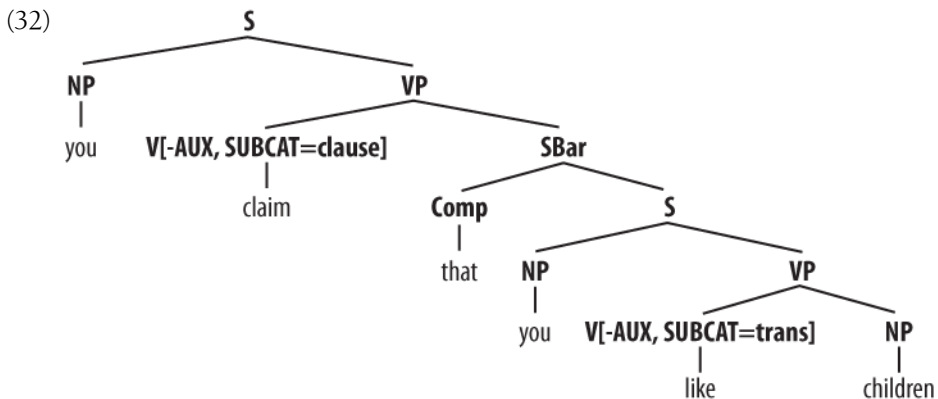 (32)
S
NP VP
you V[-AUX, SUBCAT=clause] SBar
claim Comp S
that NP VP
you V[-AUX, SUBCAT=trans] NP
like children